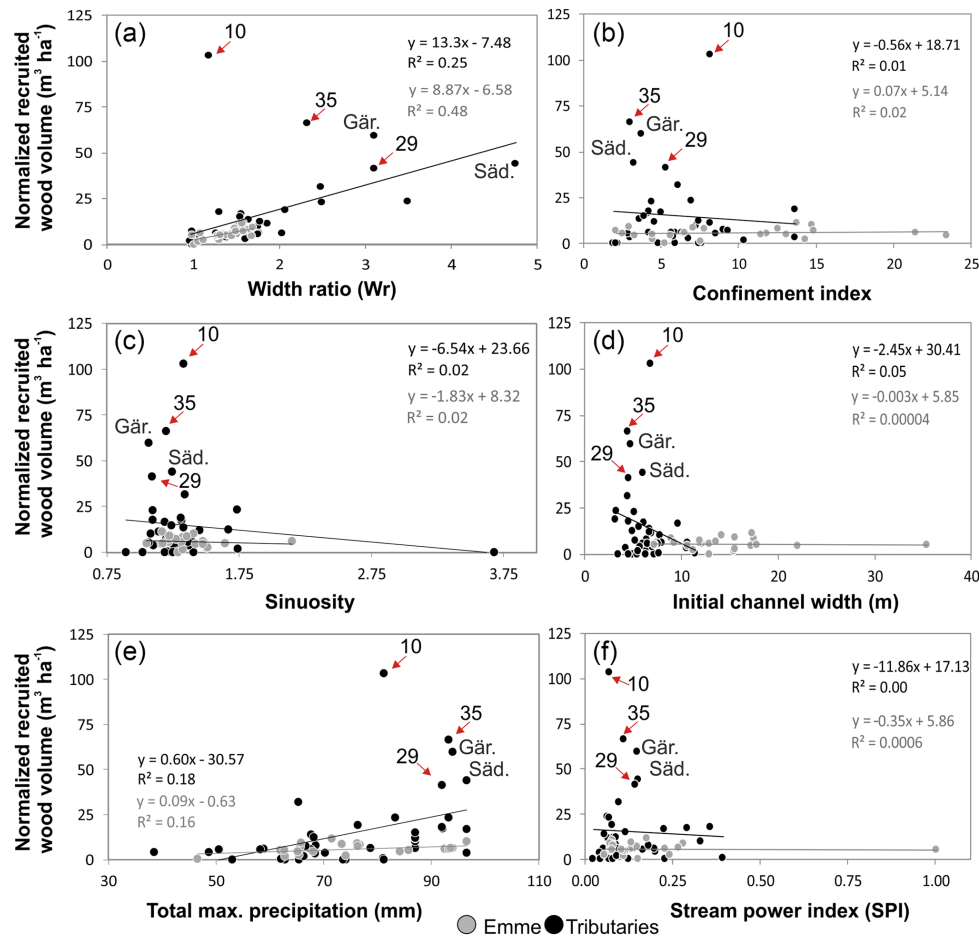 (a)
10
35
Gär.
29
Säd.
y = 13.3x - 7.48
R² = 0.25
y = 8.87x - 6.58
R² = 0.48
Normalized recruited
wood volume (m³ ha⁻¹)
125
100
75
50
25
0
0 1 2 3 4 5
Width ratio (Wr)
(b)
10
35
Gär.
29
Säd.
y = -0.56x + 18.71
R² = 0.01
y = 0.07x + 5.14
R² = 0.02
125
100
75
50
25
0
0 5 10 15 20 25
Confinement index
(c)
10
35
Gär.
Säd.
29
y = -6.54x + 23.66
R² = 0.02
y = -1.83x + 8.32
R² = 0.02
Normalized recruited
wood volume (m³ ha⁻¹)
125
100
75
50
25
0
0.75 1.75 2.75 3.75
Sinuosity
(d)
10
35
Gär.
29
Säd.
y = -2.45x + 30.41
R² = 0.05
y = -0.003x + 5.85
R² = 0.00004
125
100
75
50
25
0
0 10 20 30 40
Initial channel width (m)
(e)
10
35
Gär.
29
Säd.
y = 0.60x - 30.57
R² = 0.18
y = 0.09x - 0.63
R² = 0.16
Normalized recruited
wood volume (m³ ha⁻¹)
125
100
75
50
25
0
30 50 70 90 110
Total max. precipitation (mm)
(f)
10
35
Gär.
29
Säd.
y = -11.86x + 17.13
R² = 0.00
y = -0.35x + 5.86
R² = 0.0006
125
100
75
50
25
0
0.00 0.25 0.50 0.75 1.00
Stream power index (SPI)
Emme Tributaries